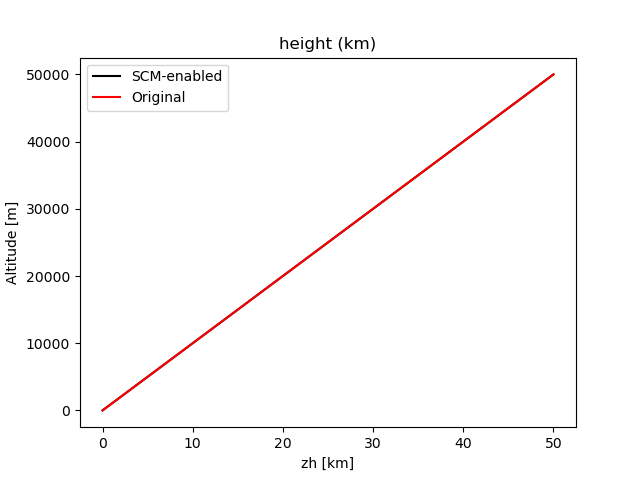 height (km)
SCM-enabled
Original
50000
40000
30000
20000
10000
0
Altitude [m]
0 10 20 30 40 50
zh [km]